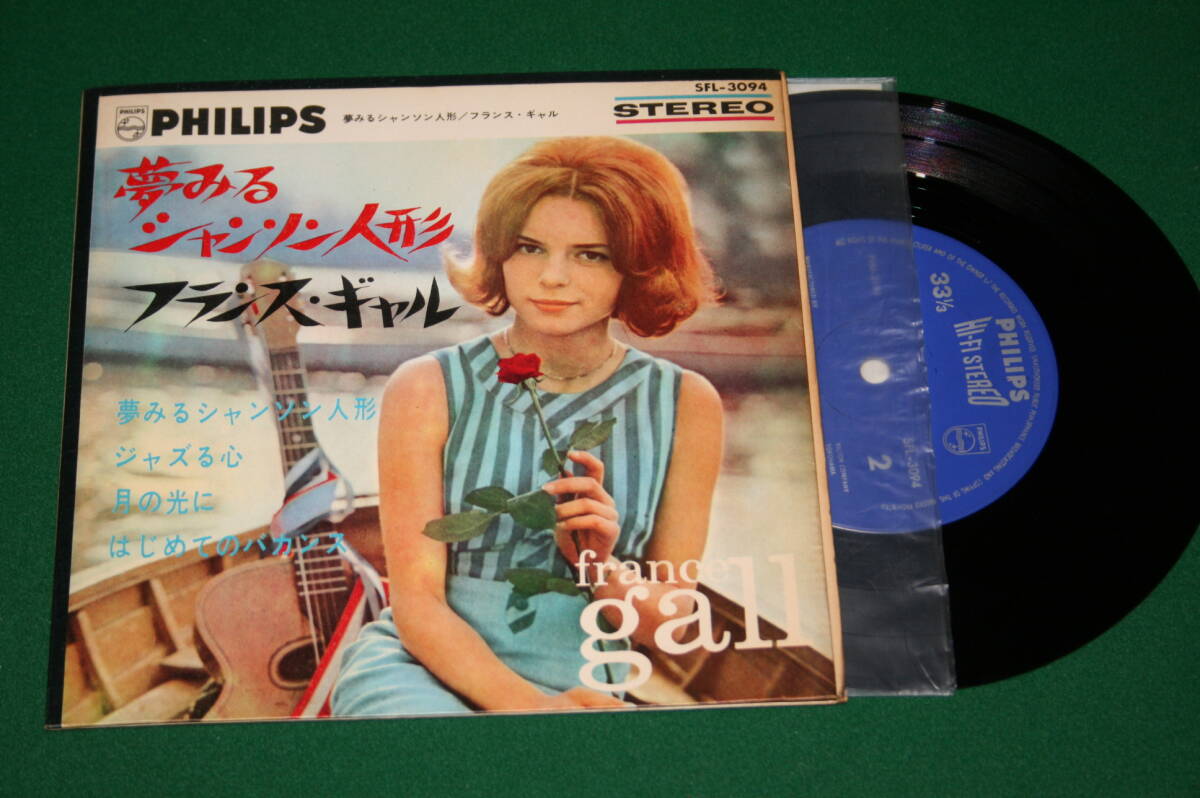 SFL-3094
PHILIPS
PHILIPS
夢みるシャンソン人形/フランス・ギャル
STEREO
夢みる
シャンソン人形
フランス・ギャル
夢みるシャンソン人形
ジャズる心
月の光に
はじめてのバカンス
france
gall
33⅓
PHILIPS
HI-FI STEREO
PHILIPS
SFL-3094
2